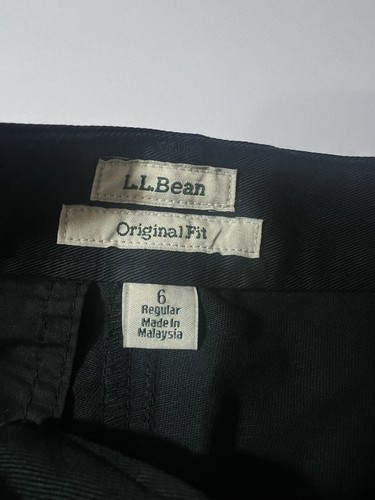 L.L.Bean
Original Fit
6
Regular
Made in
Malaysia